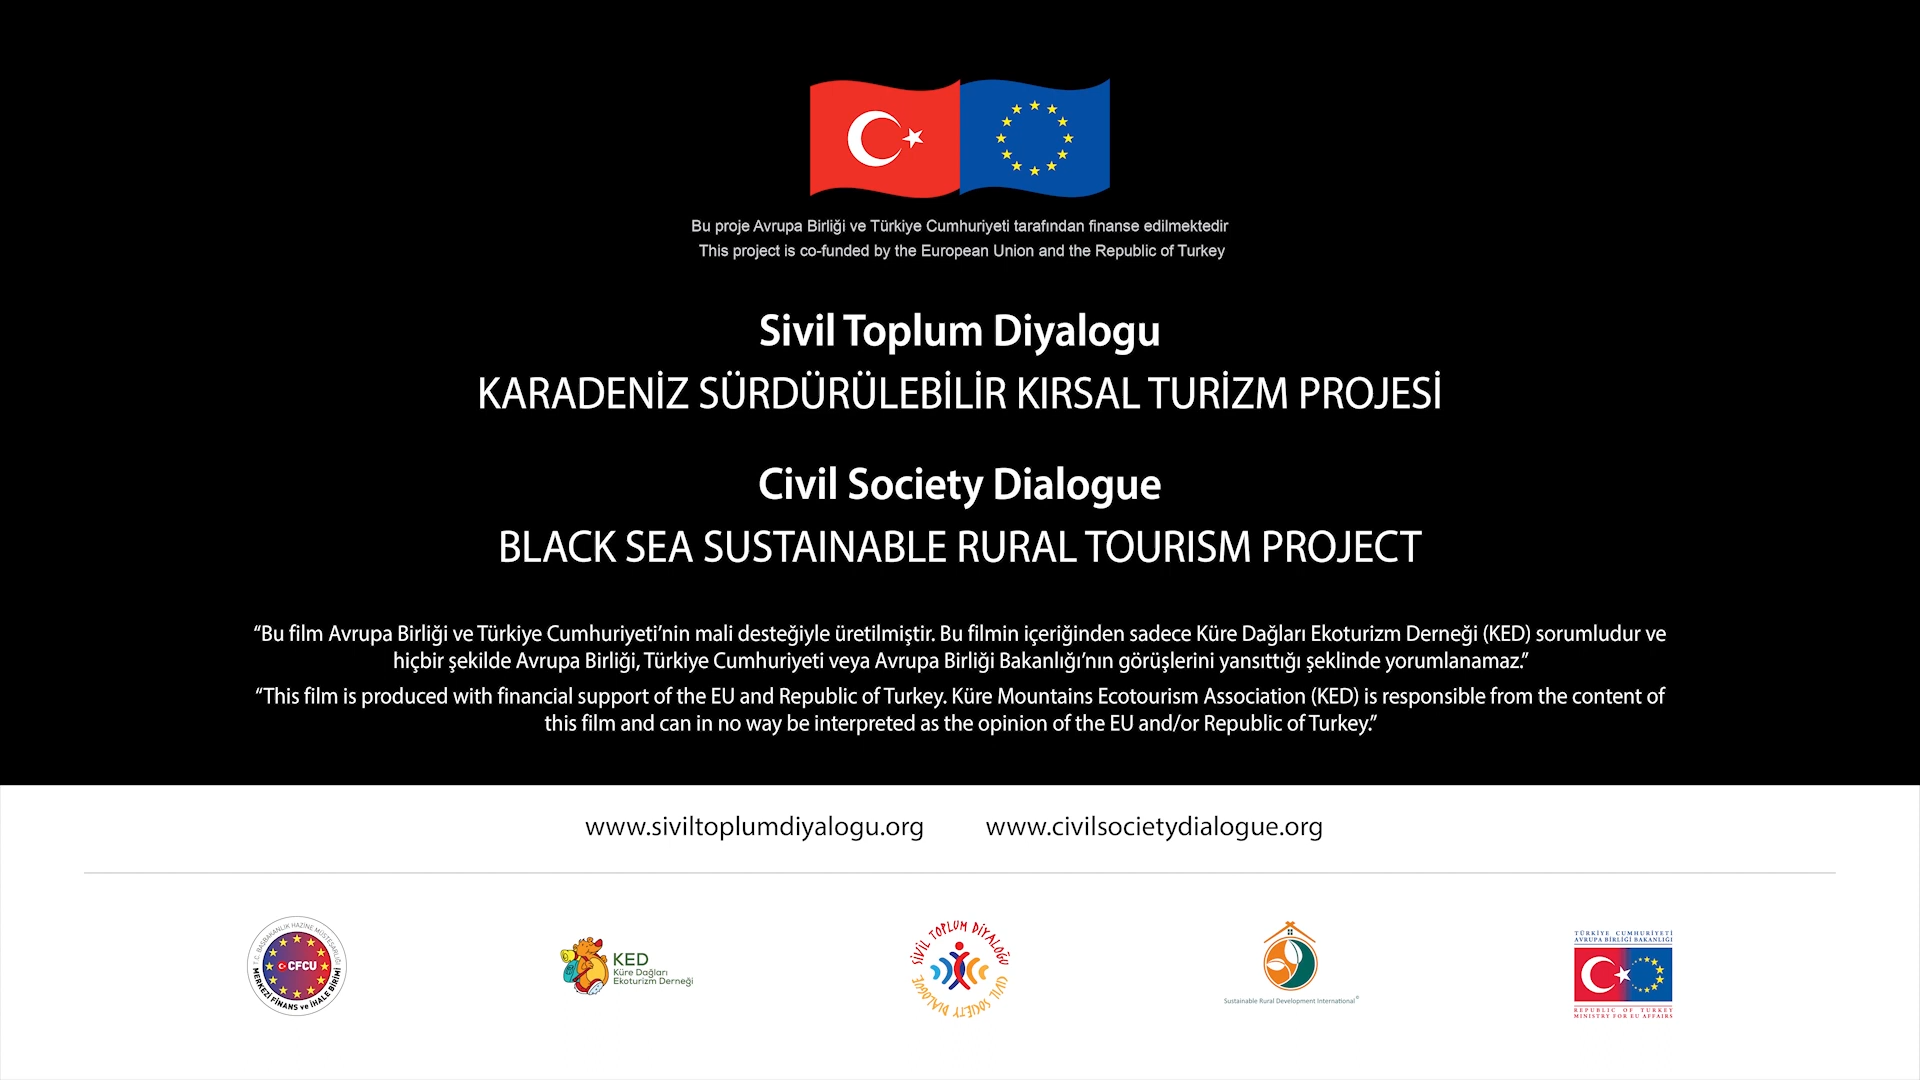 Bu proje Avrupa Birliği ve Türkiye Cumhuriyeti tarafından finanse edilmektedir
This project is co-funded by the European Union and the Republic of Turkey
Sivil Toplum Diyalogu
KARADENİZ SÜRDÜRÜLEBİLİR KIRSAL TURİZM PROJESİ
Civil Society Dialogue
BLACK SEA SUSTAINABLE RURAL TOURISM PROJECT
“Bu film Avrupa Birliği ve Türkiye Cumhuriyeti’nin mali desteğiyle üretilmiştir. Bu filmin içeriğinden sadece Küre Dağları Ekoturizm Derneği (KED) sorumludur ve
hiçbir şekilde Avrupa Birliği, Türkiye Cumhuriyeti veya Avrupa Birliği Bakanlığı’nın görüşlerini yansıttığı şeklinde yorumlanamaz.”
“This film is produced with financial support of the EU and Republic of Turkey. Küre Mountains Ecotourism Association (KED) is responsible from the content of
this film and can in no way be interpreted as the opinion of the EU and/or Republic of Turkey.”
www.siviltoplumdiyalogu.org www.civilsocietydialogue.org
T.C. BAŞBAKANLIK HAZİNE MÜSTEŞARLIĞI
CFCU
MERKEZİ FİNANS ve İHALE BİRİMİ
KED
Küre Dağları
Ekoturizm Derneği
SİVİL TOPLUM DİYALOĞU
CIVIL SOCIETY DIALOGUE
Sustainable Rural Development International®
TÜRKİYE CUMHURİYETİ
AVRUPA BİRLİĞİ BAKANLIĞI
REPUBLIC OF TURKEY
MINISTRY FOR EU AFFAIRS